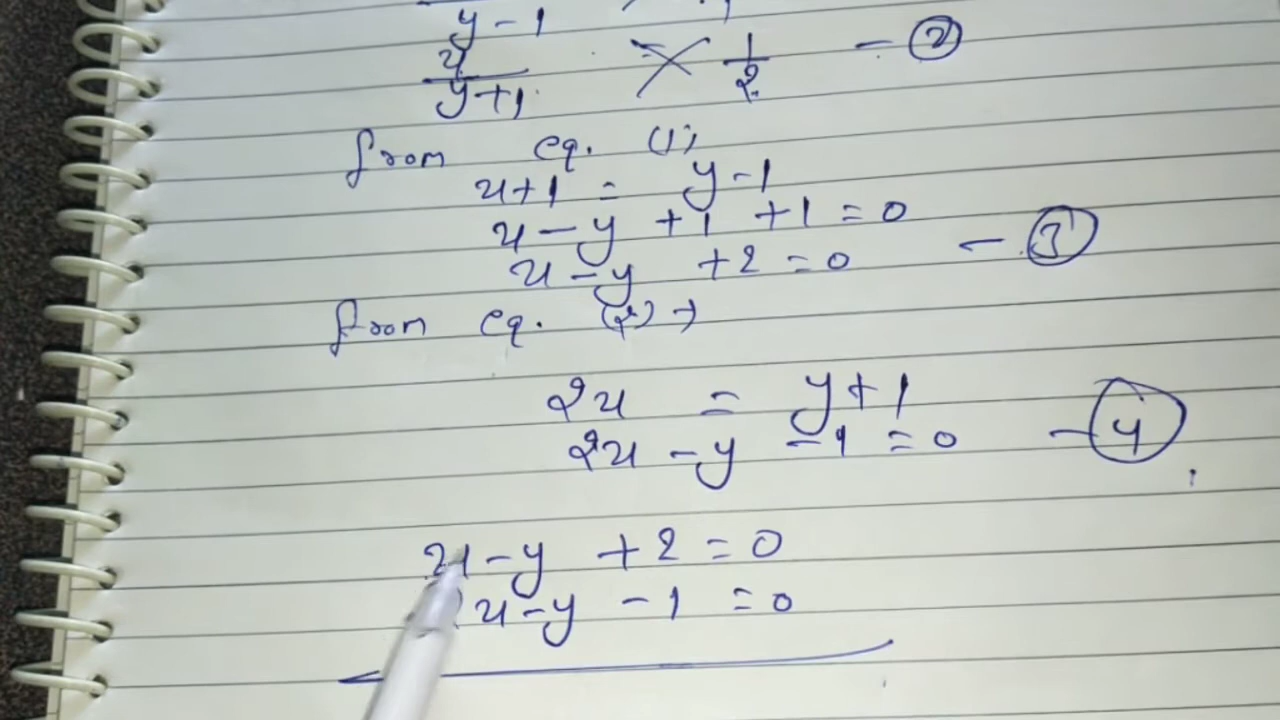 y-1
x = 1 - ②
y+1 2
from eq. (1)
x+1 = y-1
x-y+1+1=0
x-y +2=0 - ③
from eq. (2) →
2x = y+1
2x-y -1=0 - ④
x-y +2=0
x-y -1 =0